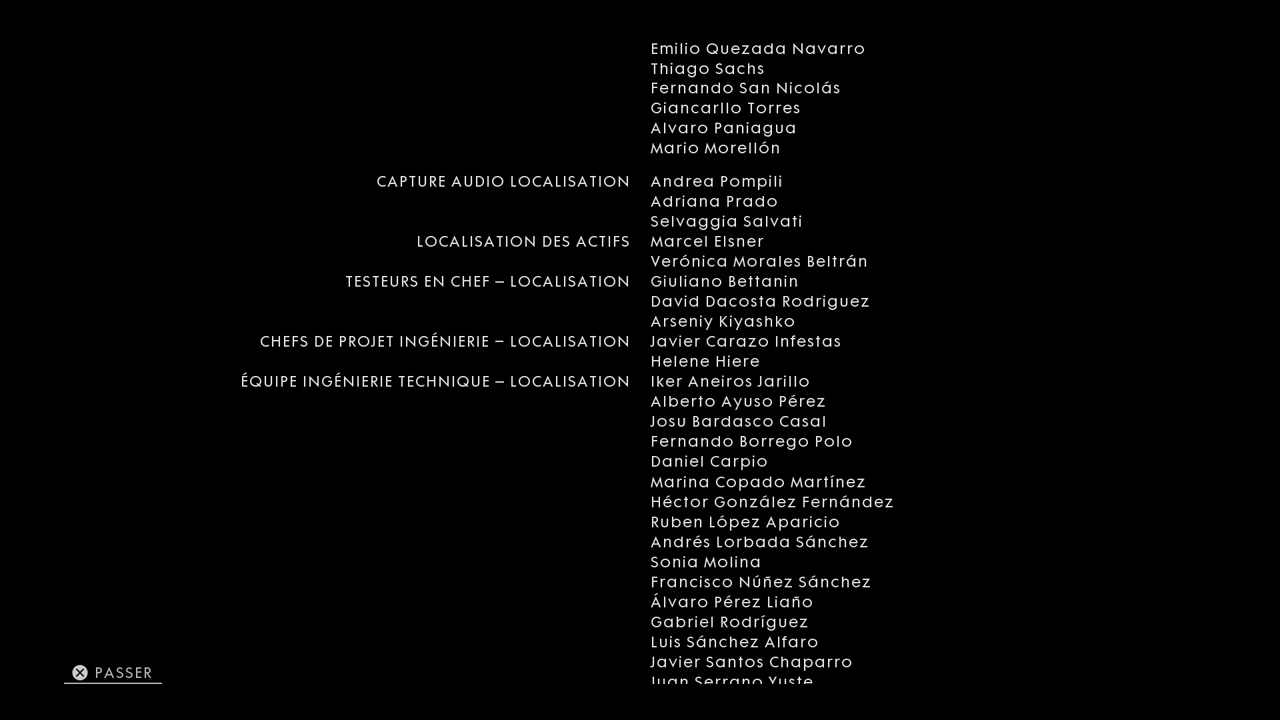 Emilio Quezada Navarro
Thiago Sachs
Fernando San Nicolás
Giancarllo Torres
Alvaro Paniagua
Mario Morellón
CAPTURE AUDIO LOCALISATION Andrea Pompili
Adriana Prado
Selvaggia Salvati
LOCALISATION DES ACTIFS Marcel Elsner
Verónica Morales Beltrán
TESTEURS EN CHEF – LOCALISATION Giuliano Bettanin
David Dacosta Rodriguez
Arseniy Kiyashko
CHEFS DE PROJET INGÉNIERIE – LOCALISATION Javier Carazo Infestas
Helene Hiere
ÉQUIPE INGÉNIERIE TECHNIQUE – LOCALISATION Iker Aneiros Jarillo
Alberto Ayuso Pérez
Josu Bardasco Casal
Fernando Borrego Polo
Daniel Carpio
Marina Copado Martínez
Héctor González Fernández
Ruben López Aparicio
Andrés Lorbada Sánchez
Sonia Molina
Francisco Núñez Sánchez
Álvaro Pérez Liaño
Gabriel Rodríguez
Luis Sánchez Alfaro
Javier Santos Chaparro
Juan Serrano Yuste
PASSER